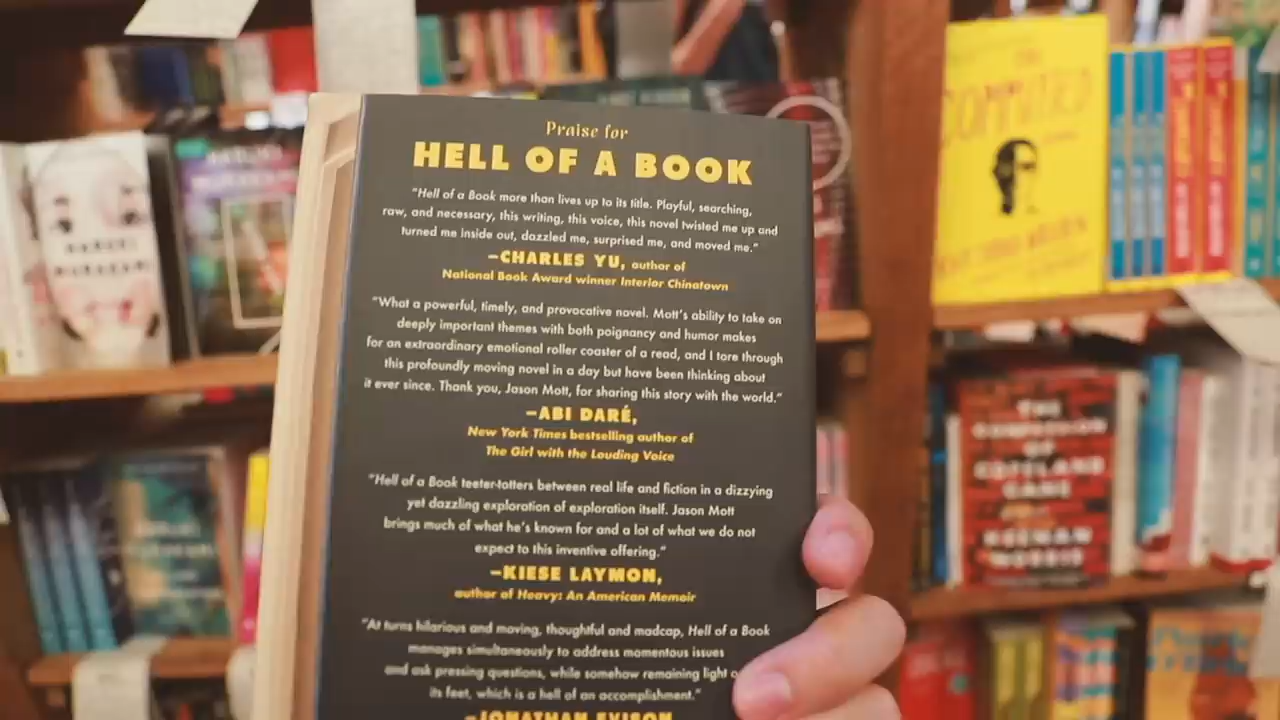 Praise for
HELL OF A BOOK
"Hell of a Book more than lives up to its title. Playful, searching,
raw, and necessary, this writing, this voice, this novel twisted me up and
turned me inside out, dazzled me, surprised me, and moved me."
–CHARLES YU, author of
National Book Award winner Interior Chinatown
"What a powerful, timely, and provocative novel. Mott's ability to take on
deeply important themes with both poignancy and humor makes
for an extraordinary emotional roller coaster of a read, and I tore through
this profoundly moving novel in a day but have been thinking about
it ever since. Thank you, Jason Mott, for sharing this story with the world."
–ABI DARÉ,
New York Times bestselling author of
The Girl with the Louding Voice
"Hell of a Book teeter-totters between real life and fiction in a dizzying
yet dazzling exploration of exploration itself. Jason Mott
brings much of what he's known for and a lot of what we do not
expect to this inventive offering."
–KIESE LAYMON,
author of Heavy: An American Memoir
"At turns hilarious and moving, thoughtful and madcap, Hell of a Book
manages simultaneously to address momentous issues
and ask pressing questions, while somehow remaining light
its feet, which is a hell of an accomplishment."
–JONATHAN EVISON
HARUKI
MURAKAMI
THE
OF
COPELAND
CANE
KEENAN
NORRIS